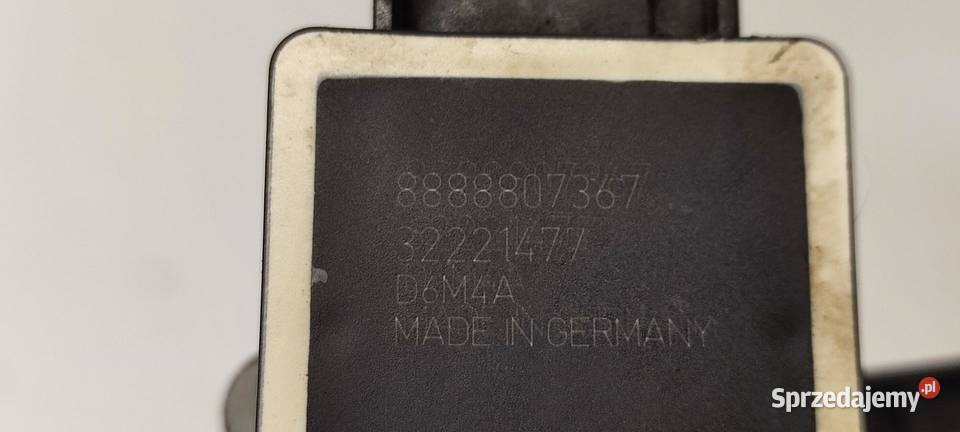 8888807367
32221477
D6M4A
MADE IN GERMANY
Sprzedajemy.pl